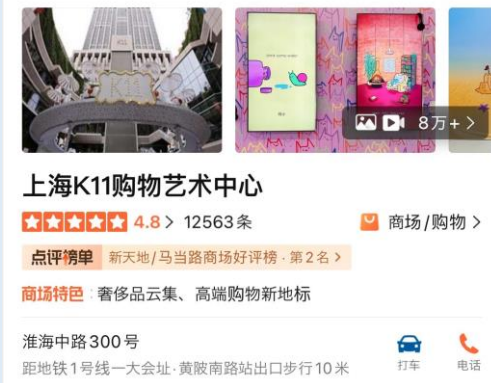 K11
8万+ >
上海K11购物艺术中心
4.8 > 12563条 商场/购物 >
点评榜单 新天地/马当路商场好评榜 · 第2名 >
商场特色：奢侈品云集、高端购物新地标
淮海中路300号
距地铁1号线一大会址·黄陂南路站出口步行10米
打车
电话